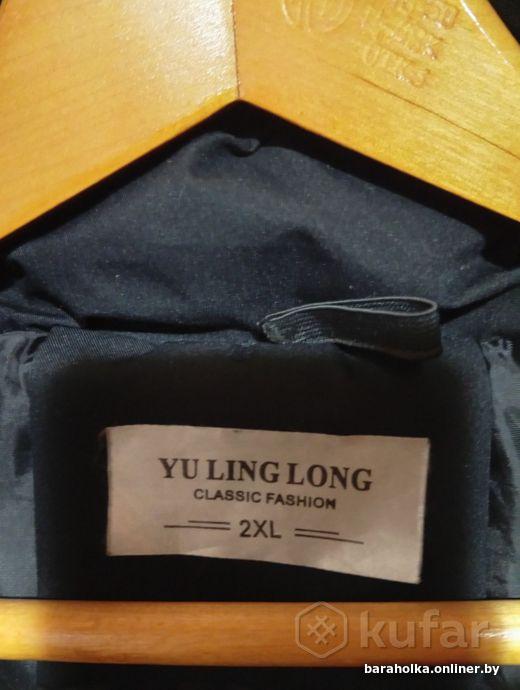 YU LING LONG
CLASSIC FASHION
2XL
kufar
baraholka.onliner.by